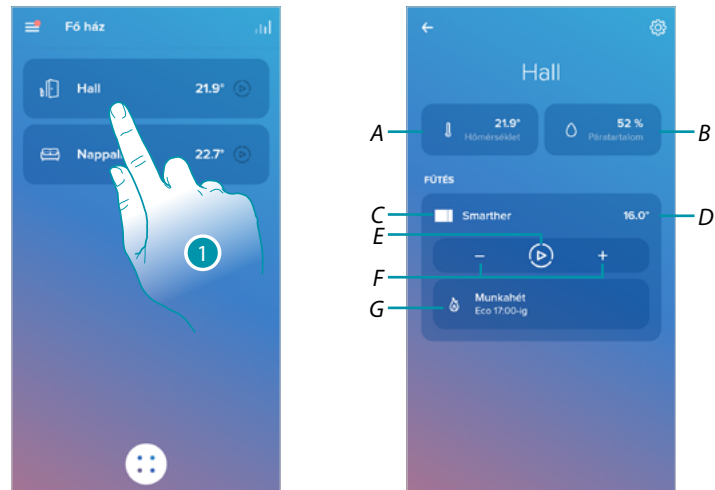 Fő ház
Hall 21.9°
Nappal 22.7°
1
Hall
A 21.9° Hőmérséklet
52 % Páratartalom B
FŰTÉS
C Smarther 16.0° D
E
F − +
G Munkahét
Eco 17:00-ig